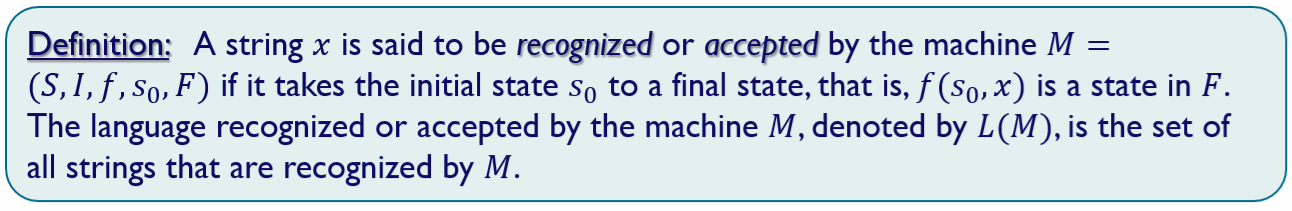 Definition: A string 𝑥 is said to be recognized or accepted by the machine 𝑀 =
(𝑆, 𝐼, 𝑓, 𝑠₀, 𝐹) if it takes the initial state 𝑠₀ to a final state, that is, 𝑓(𝑠₀, 𝑥) is a state in 𝐹.
The language recognized or accepted by the machine 𝑀, denoted by 𝐿(𝑀), is the set of
all strings that are recognized by 𝑀.